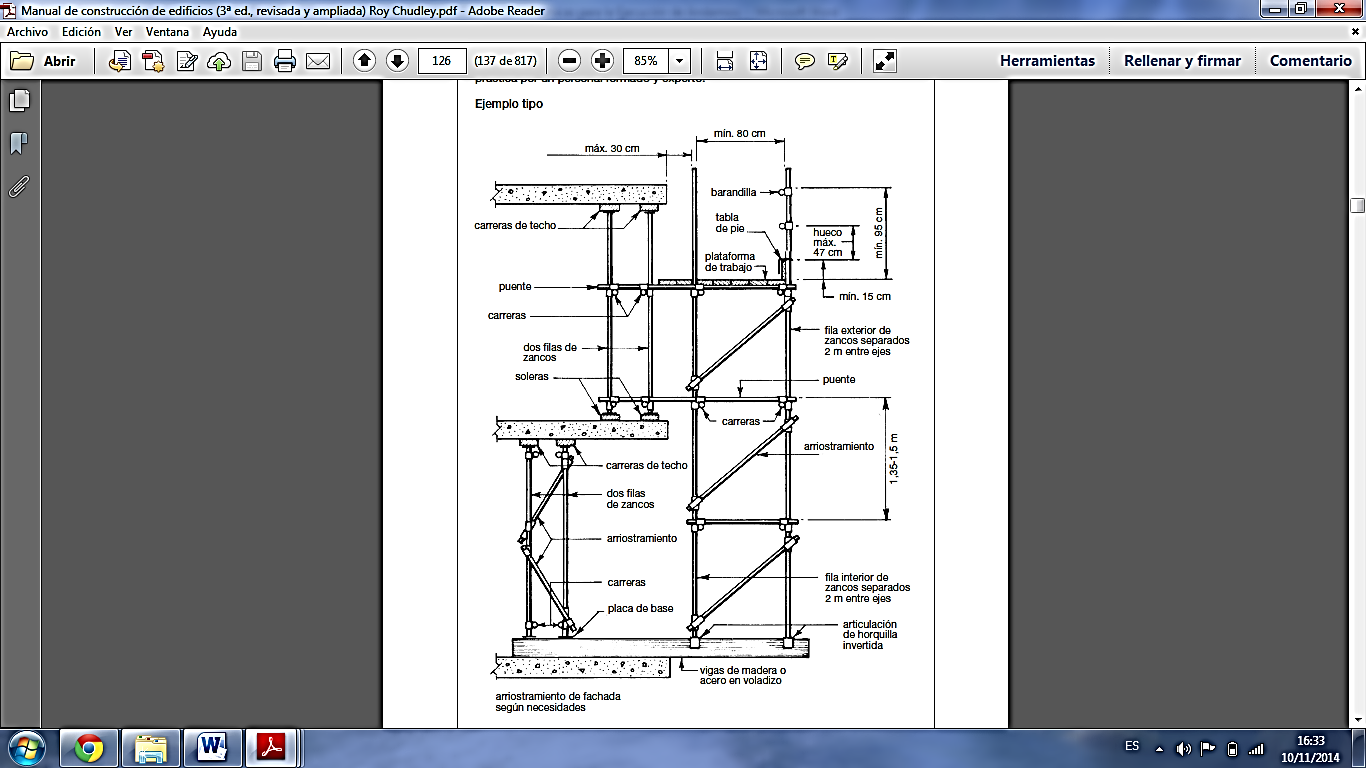 Manual de construcción de edificios (3ª ed., revisada y ampliada) Roy Chudley.pdf - Adobe Reader
Archivo Edición Ver Ventana Ayuda
Abrir
126
(137 de 817)
85%
Herramientas
Rellenar y firmar
Comentario
práctica por un personal formado y experto.
Ejemplo tipo
mín. 80 cm
máx. 30 cm
barandilla
carreras de techo
tabla
de pie
hueco
máx.
47 cm
mín. 95 cm
plataforma
de trabajo
puente
mín. 15 cm
carreras
fila exterior de
zancos separados
2 m entre ejes
dos filas de
zancos
soleras
puente
carreras
arriostramiento
1,35-1,5 m
carreras de techo
dos filas
de zancos
arriostramiento
carreras
fila interior de
zancos separados
2 m entre ejes
placa de base
articulación
de horquilla
invertida
vigas de madera o
acero en voladizo
arriostramiento de fachada
según necesidades
ES
16:33
10/11/2014